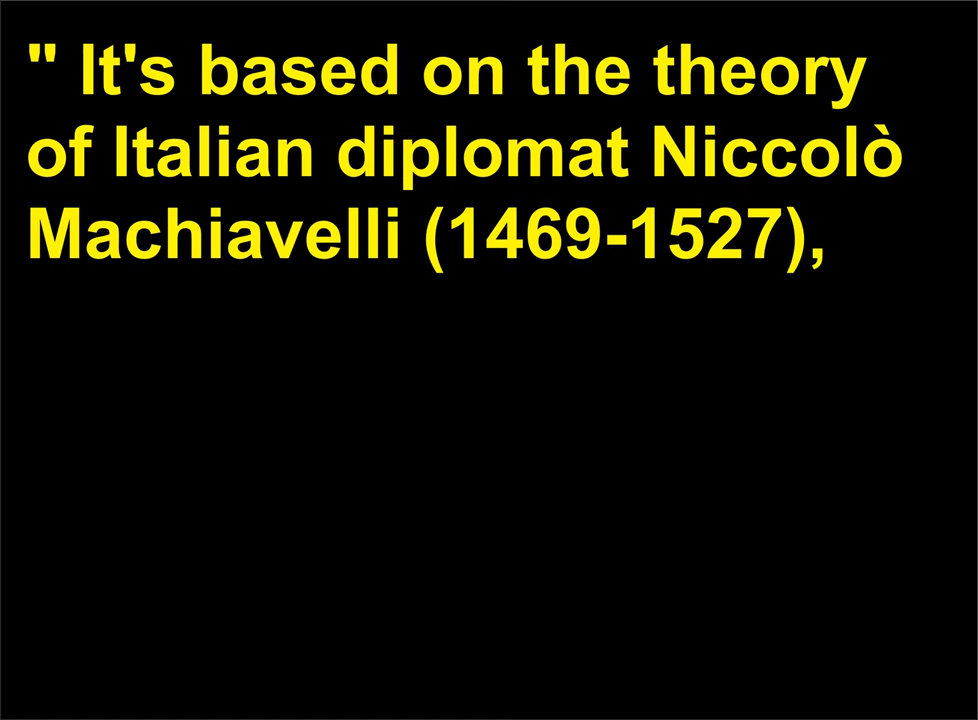 " It's based on the theory
of Italian diplomat Niccolò
Machiavelli (1469-1527),